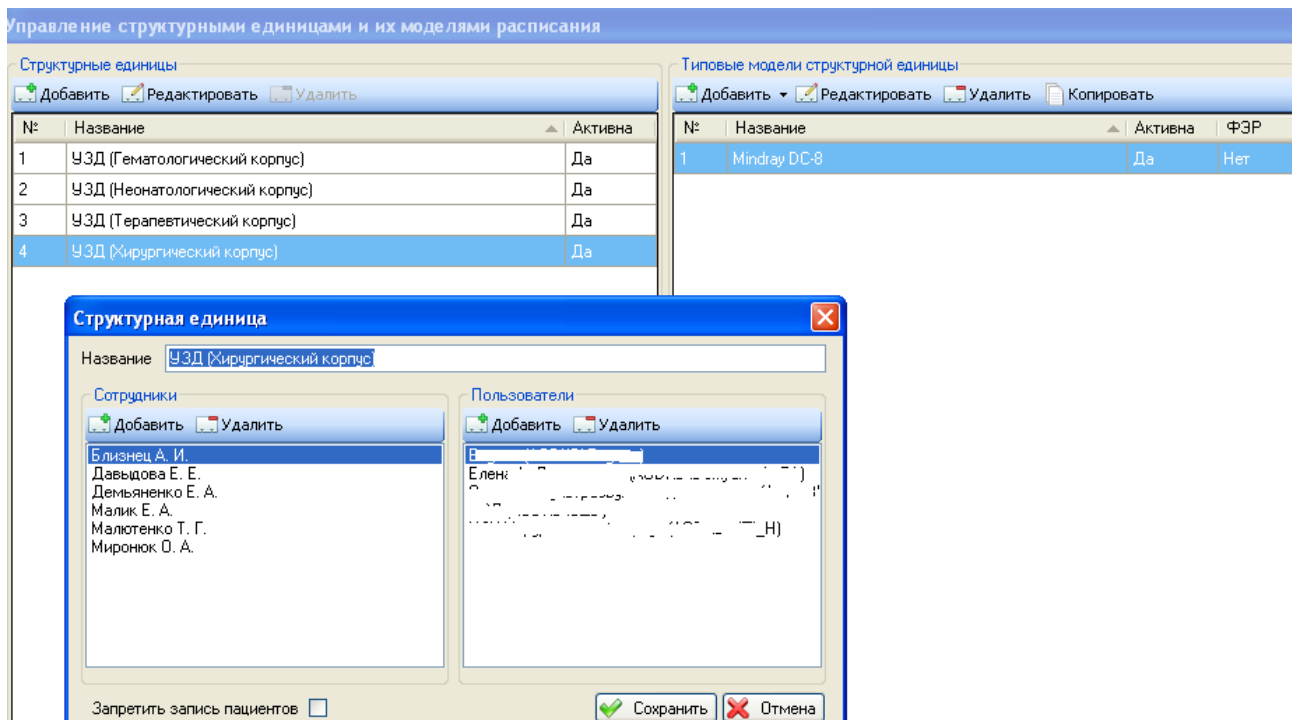 Управление структурными единицами и их моделями расписания
Структурные единицы
Добавить Редактировать Удалить
№ Название Активна
1 УЗД (Гематологический корпус) Да
2 УЗД (Неонатологический корпус) Да
3 УЗД (Терапевтический корпус) Да
4 УЗД (Хирургический корпус) Да
Типовые модели структурной единицы
Добавить Редактировать Удалить Копировать
№ Название Активна ФЭР
1 Mindray DC-8 Да Нет
Структурная единица
Название УЗД (Хирургический корпус)
Сотрудники
Добавить Удалить
Близнец А. И.
Давыдова Е. Е.
Демьяненко Е. А.
Малик Е. А.
Малютенко Т. Г.
Миронюк О. А.
Пользователи
Добавить Удалить
Запретить запись пациентов
Сохранить Отмена